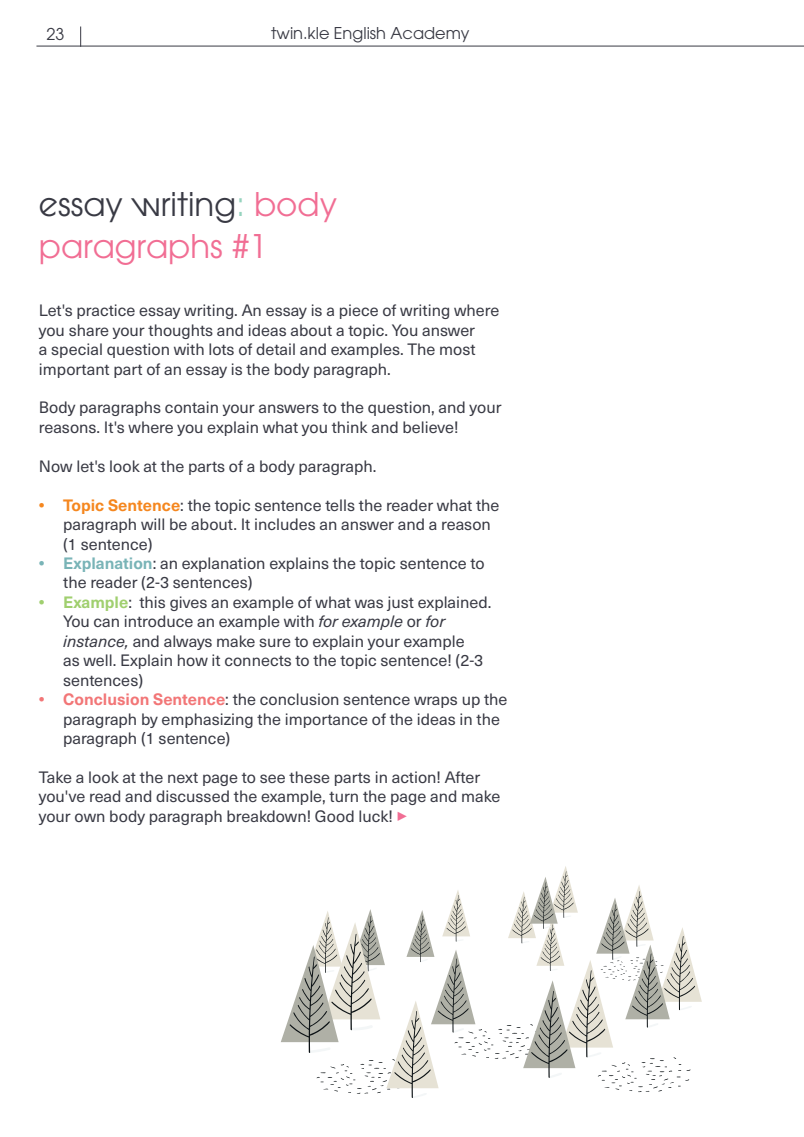 23
twin.kle English Academy
essay writing: body
paragraphs #1
Let's practice essay writing. An essay is a piece of writing where
you share your thoughts and ideas about a topic. You answer
a special question with lots of detail and examples. The most
important part of an essay is the body paragraph.
Body paragraphs contain your answers to the question, and your
reasons. It's where you explain what you think and believe!
Now let's look at the parts of a body paragraph.
• Topic Sentence: the topic sentence tells the reader what the
paragraph will be about. It includes an answer and a reason
(1 sentence)
• Explanation: an explanation explains the topic sentence to
the reader (2-3 sentences)
• Example:  this gives an example of what was just explained.
You can introduce an example with for example or for
instance, and always make sure to explain your example
as well. Explain how it connects to the topic sentence! (2-3
sentences)
• Conclusion Sentence: the conclusion sentence wraps up the
paragraph by emphasizing the importance of the ideas in the
paragraph (1 sentence)
Take a look at the next page to see these parts in action! After
you've read and discussed the example, turn the page and make
your own body paragraph breakdown! Good luck! ►